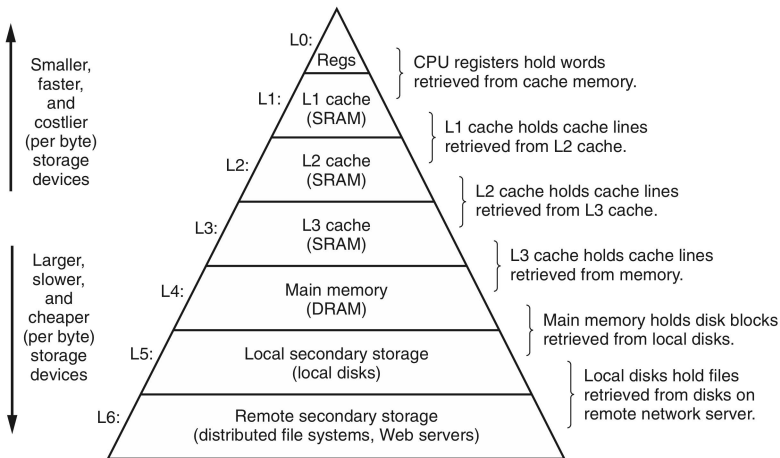 L0:
Regs
CPU registers hold words
retrieved from cache memory.
Smaller,
faster,
and
costlier
(per byte)
storage
devices
L1:
L1 cache
(SRAM)
L1 cache holds cache lines
retrieved from L2 cache.
L2:
L2 cache
(SRAM)
L2 cache holds cache lines
retrieved from L3 cache.
L3:
L3 cache
(SRAM)
L3 cache holds cache lines
retrieved from memory.
Larger,
slower,
and
cheaper
(per byte)
storage
devices
L4:
Main memory
(DRAM)
Main memory holds disk blocks
retrieved from local disks.
L5:
Local secondary storage
(local disks)
Local disks hold files
retrieved from disks on
remote network server.
L6:
Remote secondary storage
(distributed file systems, Web servers)